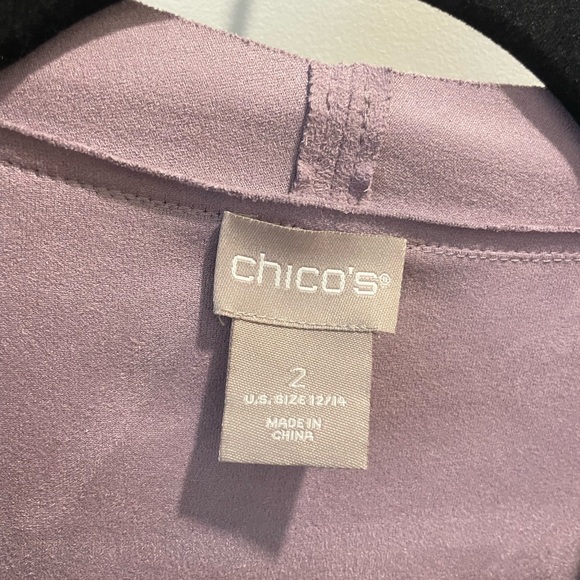 chico's®
2
U.S. SIZE 12/14
MADE IN
CHINA